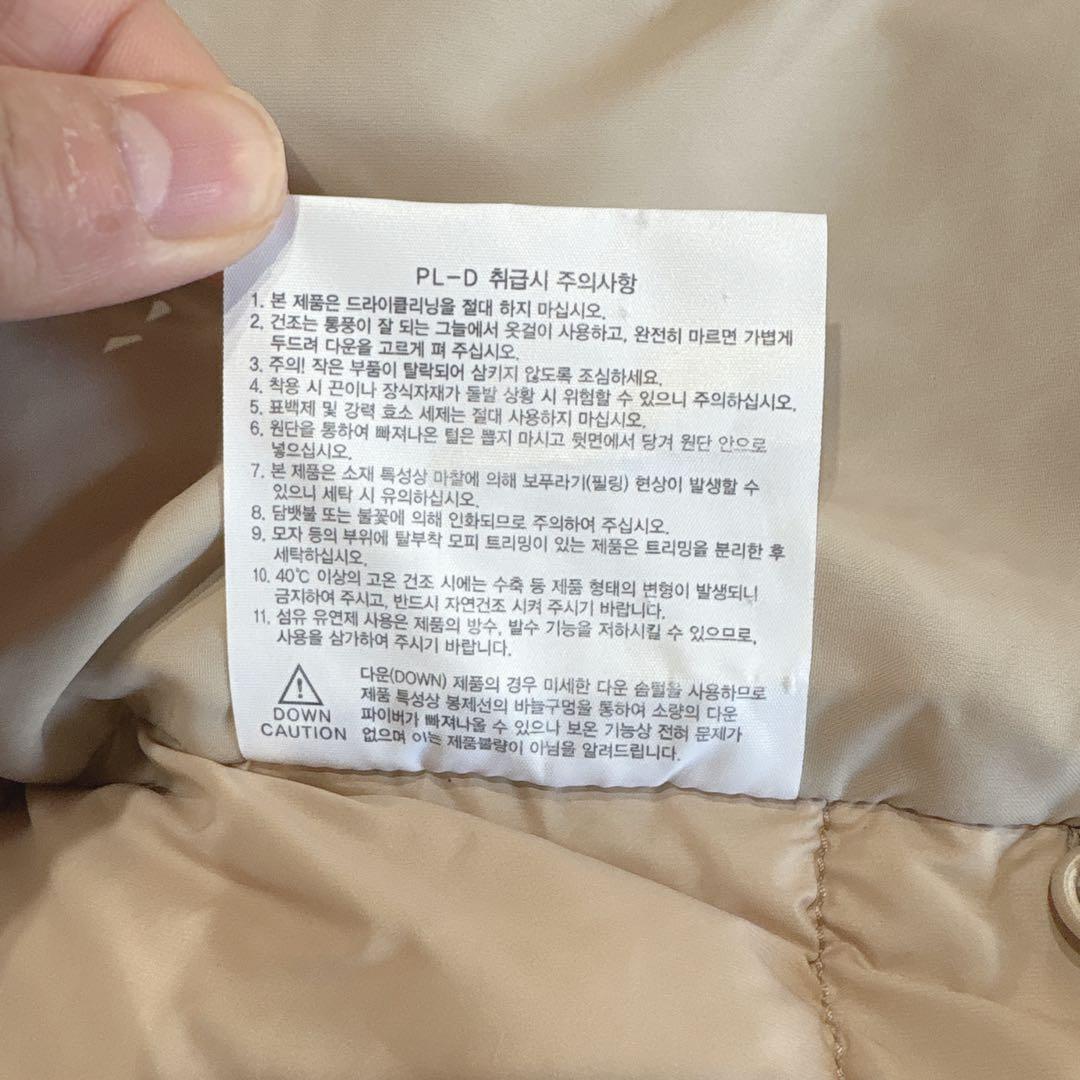 PL-D 취급시 주의사항
1. 본 제품은 드라이클리닝을 절대 하지 마십시오.
2. 건조는 통풍이 잘 되는 그늘에서 옷걸이 사용하고, 완전히 마르면 가볍게
두드려 다운을 고르게 펴 주십시오.
3. 주의! 작은 부품이 탈락되어 삼키지 않도록 조심하세요.
4. 착용 시 끈이나 장식자재가 돌발 상황 시 위험할 수 있으니 주의하십시오.
5. 표백제 및 강력 효소 세제는 절대 사용하지 마십시오.
6. 원단을 통하여 빠져나온 털은 뽑지 마시고 뒷면에서 당겨 원단 안으로
넣으십시오.
7. 본 제품은 소재 특성상 마찰에 의해 보푸라기(필링) 현상이 발생할 수
있으니 세탁 시 유의하십시오.
8. 담뱃불 또는 불꽃에 의해 인화되므로 주의하여 주십시오.
9. 모자 등의 부위에 탈부착 모피 트리밍이 있는 제품은 트리밍을 분리한 후
세탁하십시오.
10. 40℃ 이상의 고온 건조 시에는 수축 등 제품 형태의 변형이 발생되니
금지하여 주시고, 반드시 자연건조 시켜 주시기 바랍니다.
11. 섬유 유연제 사용은 제품의 방수, 발수 기능을 저하시킬 수 있으므로,
사용을 삼가하여 주시기 바랍니다.
DOWN
CAUTION
다운(DOWN) 제품의 경우 미세한 다운 솜털을 사용하므로
제품 특성상 봉제선의 바늘구멍을 통하여 소량의 다운
파이버가 빠져나올 수 있으나 보온 기능상 전혀 문제가
없으며 이는 제품불량이 아님을 알려드립니다.